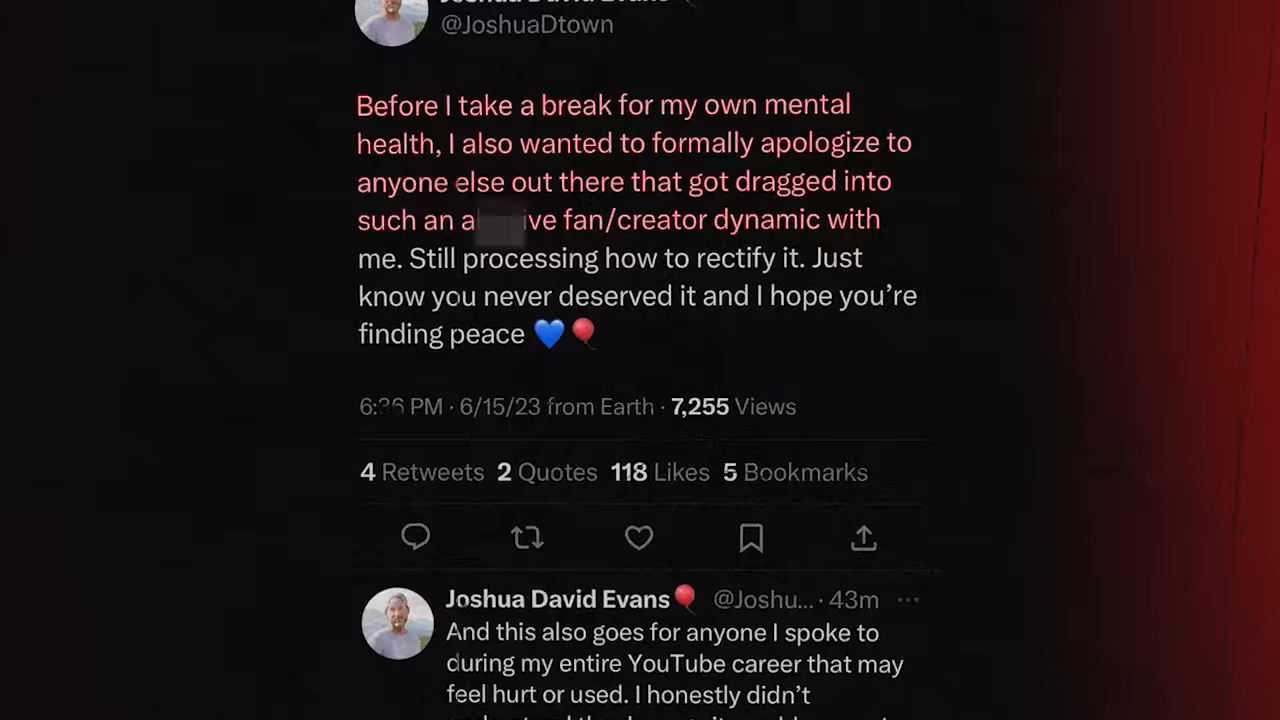 @JoshuaDtown
Before I take a break for my own mental
health, I also wanted to formally apologize to
anyone else out there that got dragged into
such an a ive fan/creator dynamic with
me. Still processing how to rectify it. Just
know you never deserved it and I hope you’re
finding peace 💙🎈
6:36 PM · 6/15/23 from Earth · 7,255 Views
4 Retweets 2 Quotes 118 Likes 5 Bookmarks
Joshua David Evans🎈 @Joshu... · 43m ...
And this also goes for anyone I spoke to
during my entire YouTube career that may
feel hurt or used. I honestly didn’t